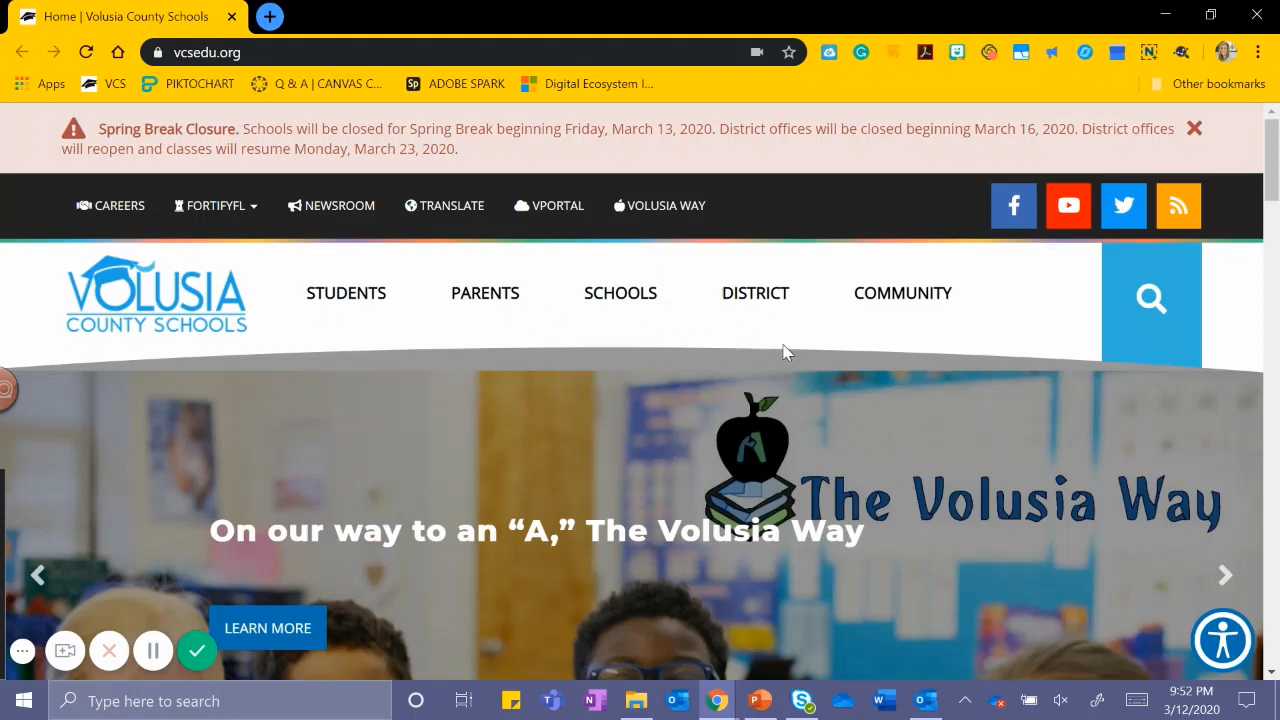 Home | Volusia County Schools
vcsedu.org
Apps VCS PIKTOCHART Q & A | CANVAS C... Sp ADOBE SPARK Digital Ecosystem I... Other bookmarks
Spring Break Closure. Schools will be closed for Spring Break beginning Friday, March 13, 2020. District offices will be closed beginning March 16, 2020. District offices
will reopen and classes will resume Monday, March 23, 2020.
CAREERS FORTIFYFL NEWSROOM TRANSLATE VPORTAL VOLUSIA WAY
VOLUSIA
COUNTY SCHOOLS
STUDENTS PARENTS SCHOOLS DISTRICT COMMUNITY
The Volusia Way
On our way to an “A,” The Volusia Way
LEARN MORE
Type here to search
9:52 PM
3/12/2020